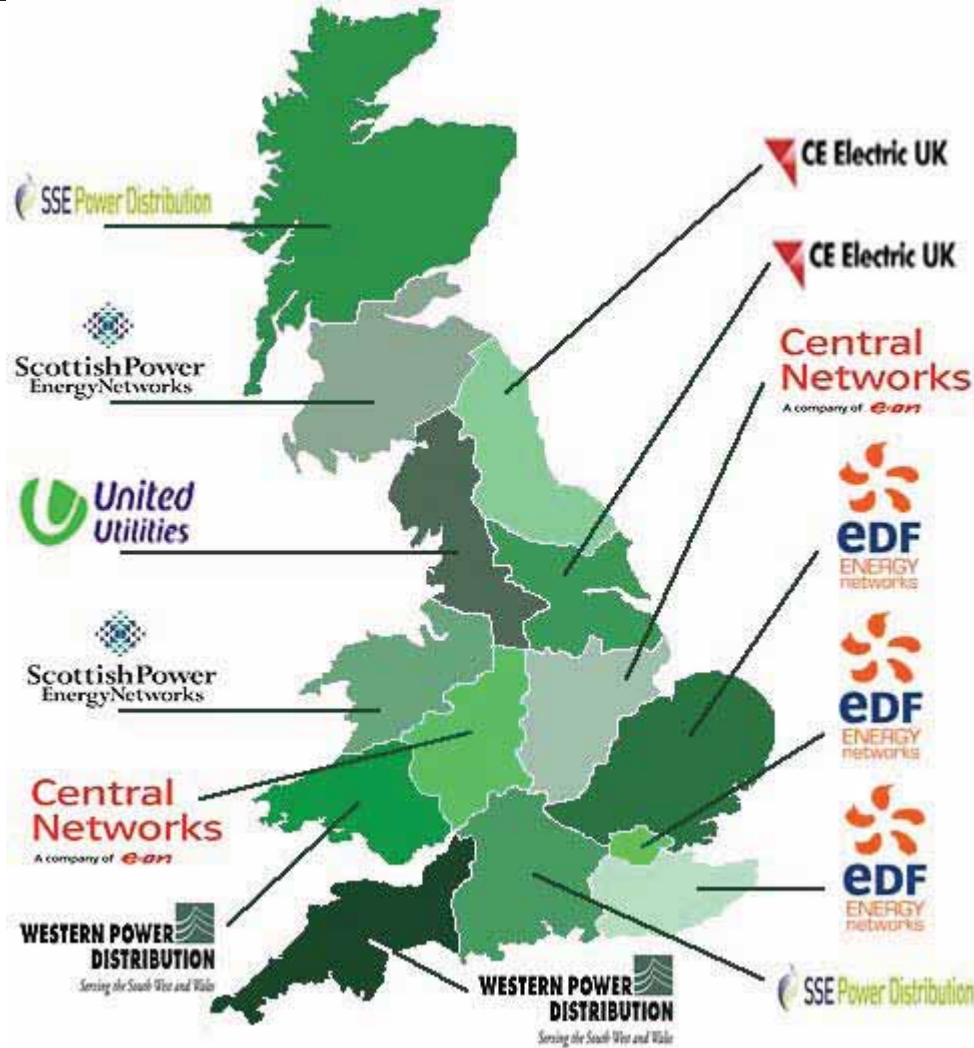 SSE Power Distribution
CE Electric UK
CE Electric UK
ScottishPower
EnergyNetworks
Central
Networks
A company of e·on
United
Utilities
eDF
ENERGY
networks
ScottishPower
EnergyNetworks
eDF
ENERGY
networks
Central
Networks
A company of e·on
eDF
ENERGY
networks
WESTERN POWER
DISTRIBUTION
Serving the South West and Wales
WESTERN POWER
DISTRIBUTION
Serving the South West and Wales
SSE Power Distribution